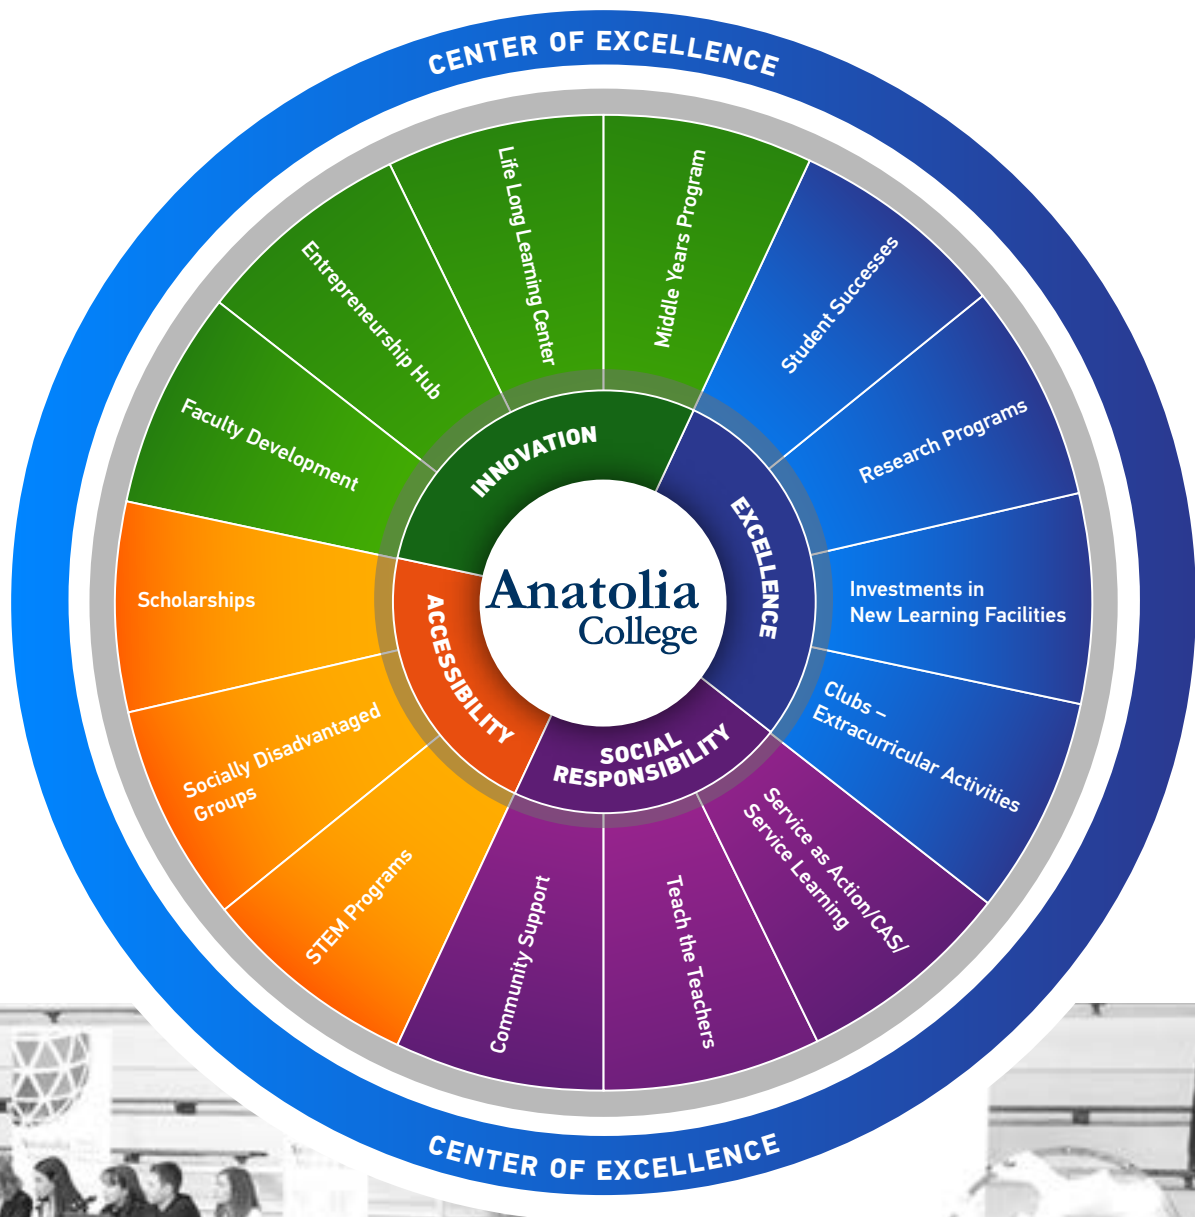 CENTER OF EXCELLENCE
Life Long Learning Center
Middle Years Program
Entrepreneurship Hub
Student Successes
Faculty Development
Research Programs
INNOVATION
EXCELLENCE
Anatolia
College
Scholarships
Investments in
New Learning Facilities
ACCESSIBILITY
Socially Disadvantaged
Groups
Clubs –
Extracurricular Activities
SOCIAL
RESPONSIBILITY
STEM Programs
Community Support
Teach the Teachers
Service as Action/CAS/
Service Learning
CENTER OF EXCELLENCE